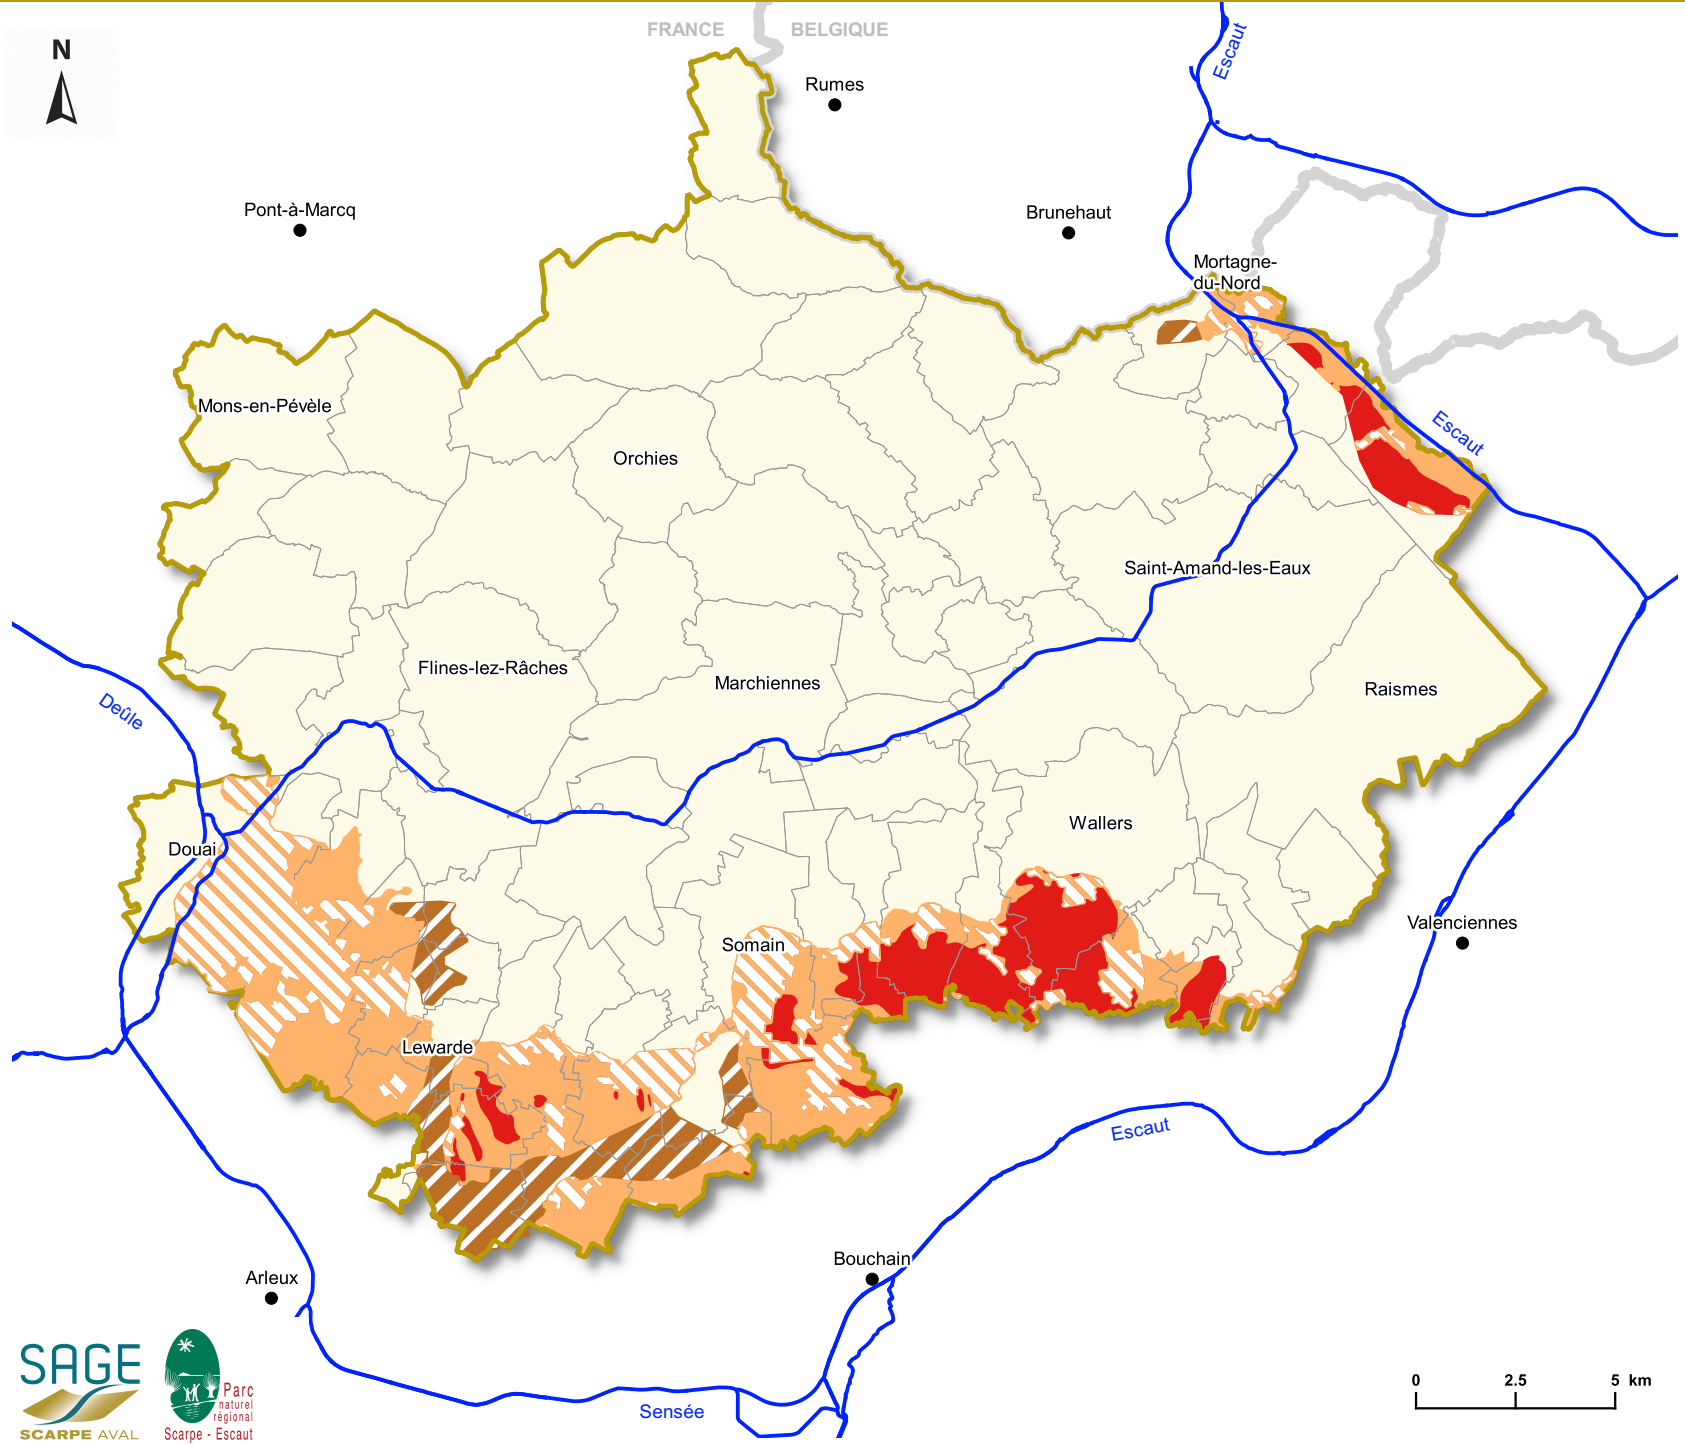 FRANCE
BELGIQUE
Escaut
N
Rumes
Pont-à-Marcq
Brunehaut
Mortagne-
du-Nord
Mons-en-Pévèle
Escaut
Orchies
Saint-Amand-les-Eaux
Flines-lez-Râches
Marchiennes
Raismes
Deûle
Wallers
Douai
Valenciennes
Somain
Lewarde
Escaut
Bouchain
Arleux
SAGE
SCARPE AVAL
Parc
naturel
régional
Scarpe - Escaut
Sensée
0 2.5 5 km